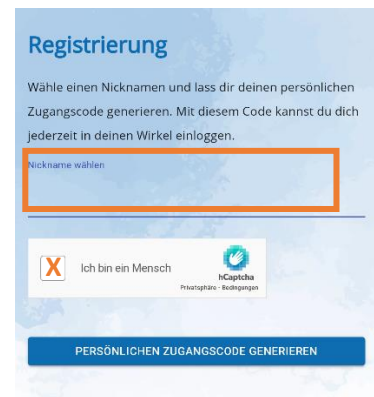 Registrierung
Wähle einen Nicknamen und lass dir deinen persönlichen
Zugangscode generieren. Mit diesem Code kannst du dich
jederzeit in deinen Wirkel einloggen.
Nickname wählen
X Ich bin ein Mensch
hCaptcha
Privatsphäre - Bedingungen
PERSÖNLICHEN ZUGANGSCODE GENERIEREN